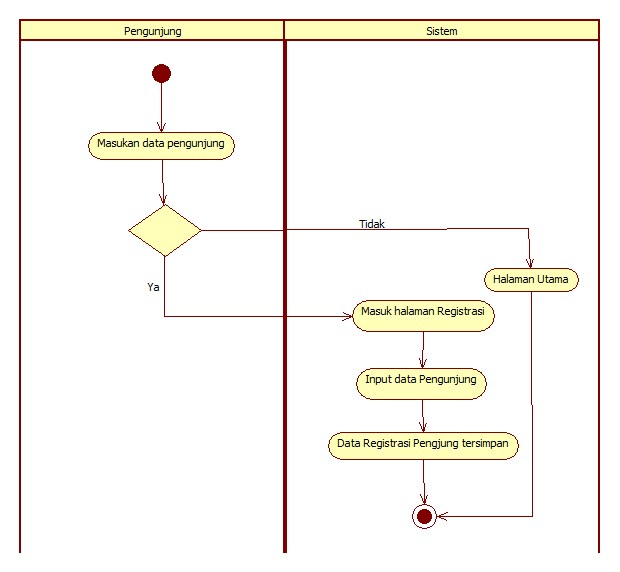 Pengunjung
Sistem
Masukan data pengunjung
Tidak
Halaman Utama
Ya
Masuk halaman Registrasi
Input data Pengunjung
Data Registrasi Pengjung tersimpan